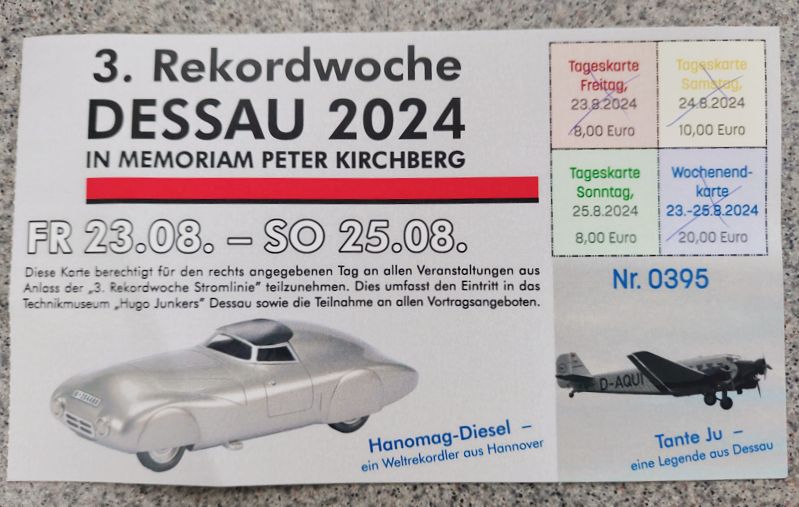 3. Rekordwoche
DESSAU 2024
IN MEMORIAM PETER KIRCHBERG
FR 23.08. – SO 25.08.
Diese Karte berechtigt für den rechts angegebenen Tag an allen Veranstaltungen aus
Anlass der „3. Rekordwoche Stromlinie" teilzunehmen. Dies umfasst den Eintritt in das
Technikmuseum „Hugo Junkers" Dessau sowie die Teilnahme an allen Vortragsangeboten.
Hanomag-Diesel –
ein Weltrekordler aus Hannover
Tageskarte
Freitag,
23.8.2024
8,00 Euro
Tageskarte
Samstag,
24.8.2024
10,00 Euro
Tageskarte
Sonntag,
25.8.2024
8,00 Euro
Wochenend-
karte
23.-25.8.2024
20,00 Euro
Nr. 0395
D-AQUI
Tante Ju –
eine Legende aus Dessau